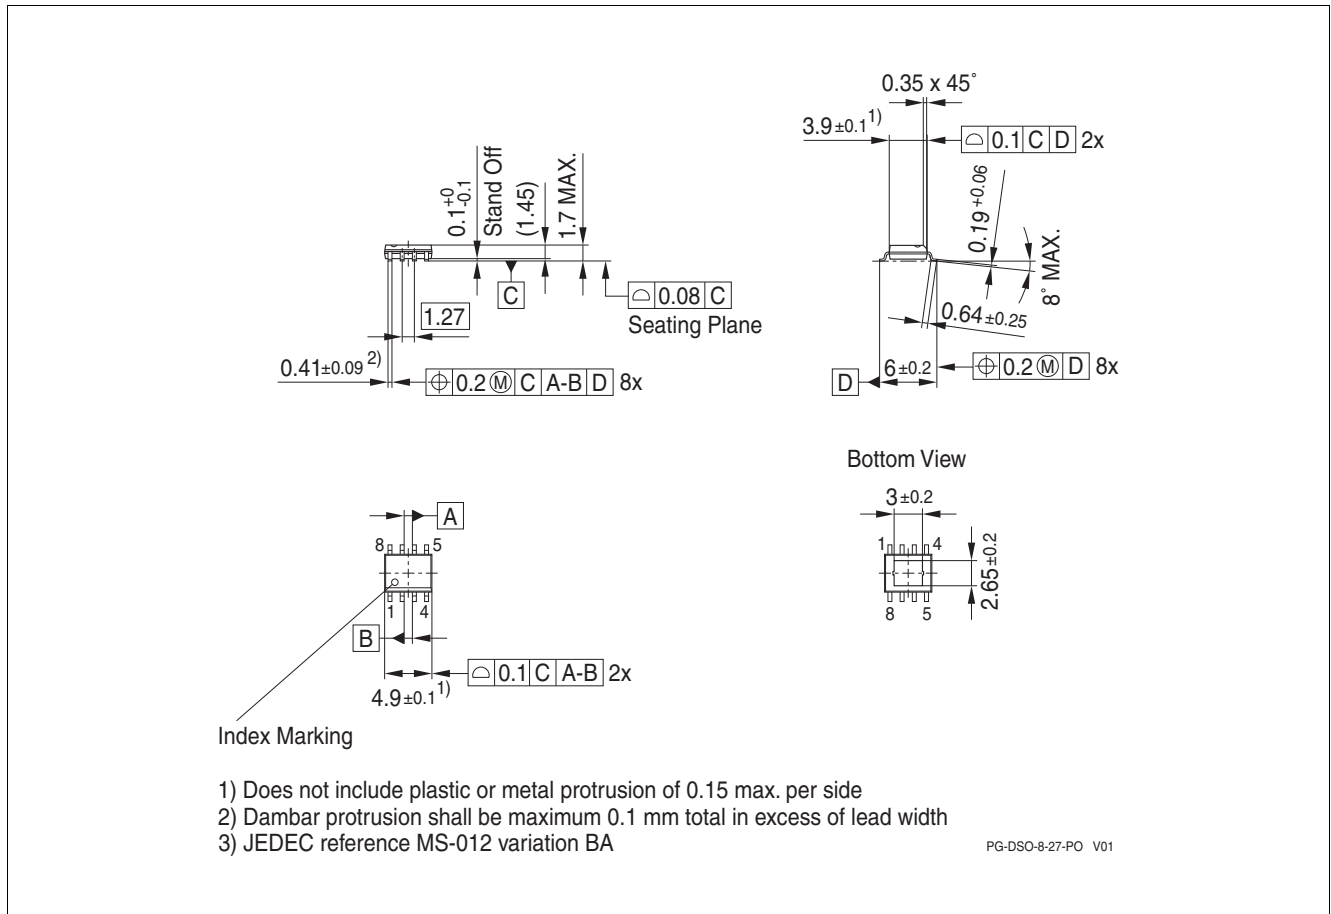 0.35 x 45˚
3.9 ±0.1 1)
0.1 C D 2x
0.1 +0 -0.1
Stand Off
(1.45)
1.7 MAX.
0.19 +0.06
8˚ MAX.
C
0.08 C
Seating Plane
1.27
0.64 ±0.25
0.41 ±0.09 2)
0.2 Ⓜ C A-B D 8x
D
6 ±0.2
0.2 Ⓜ D 8x
Bottom View
3 ±0.2
A
8 5
1 4
2.65 ±0.2
1 4
8 5
B
0.1 C A-B 2x
4.9 ±0.1 1)
Index Marking
1) Does not include plastic or metal protrusion of 0.15 max. per side
2) Dambar protrusion shall be maximum 0.1 mm total in excess of lead width
3) JEDEC reference MS-012 variation BA
PG-DSO-8-27-PO V01